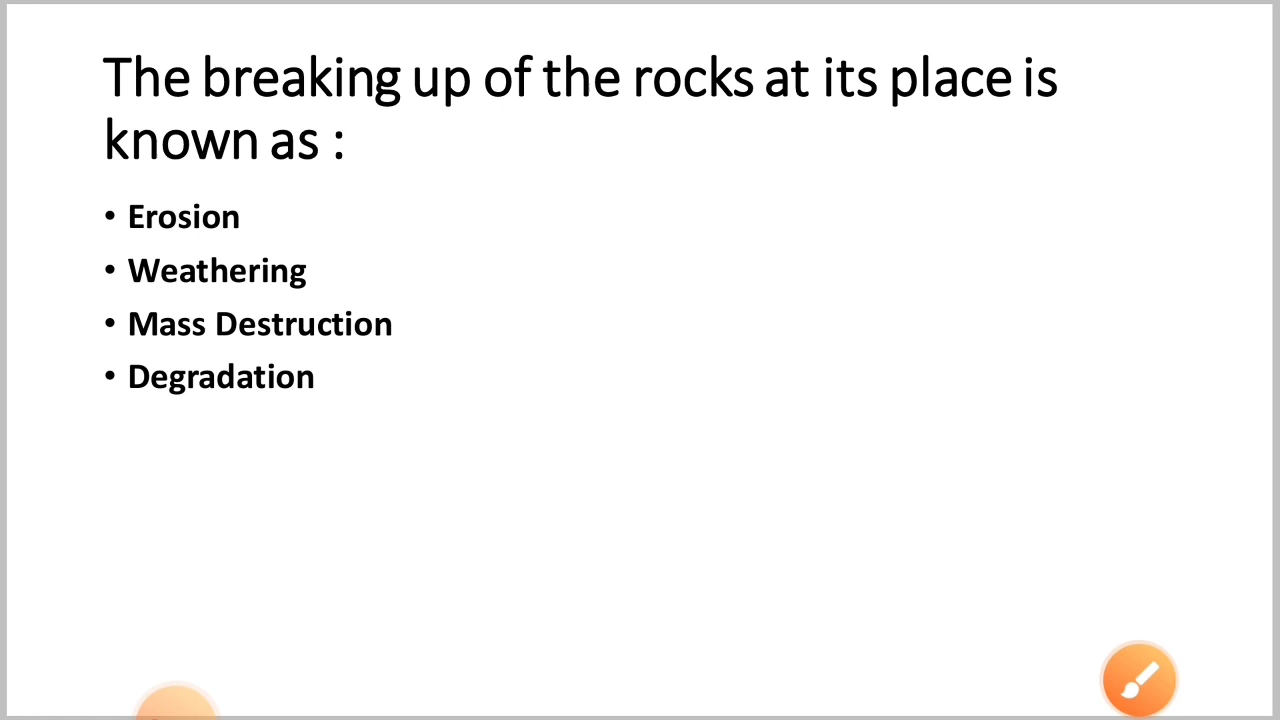 The breaking up of the rocks at its place is
known as :
• Erosion
• Weathering
• Mass Destruction
• Degradation